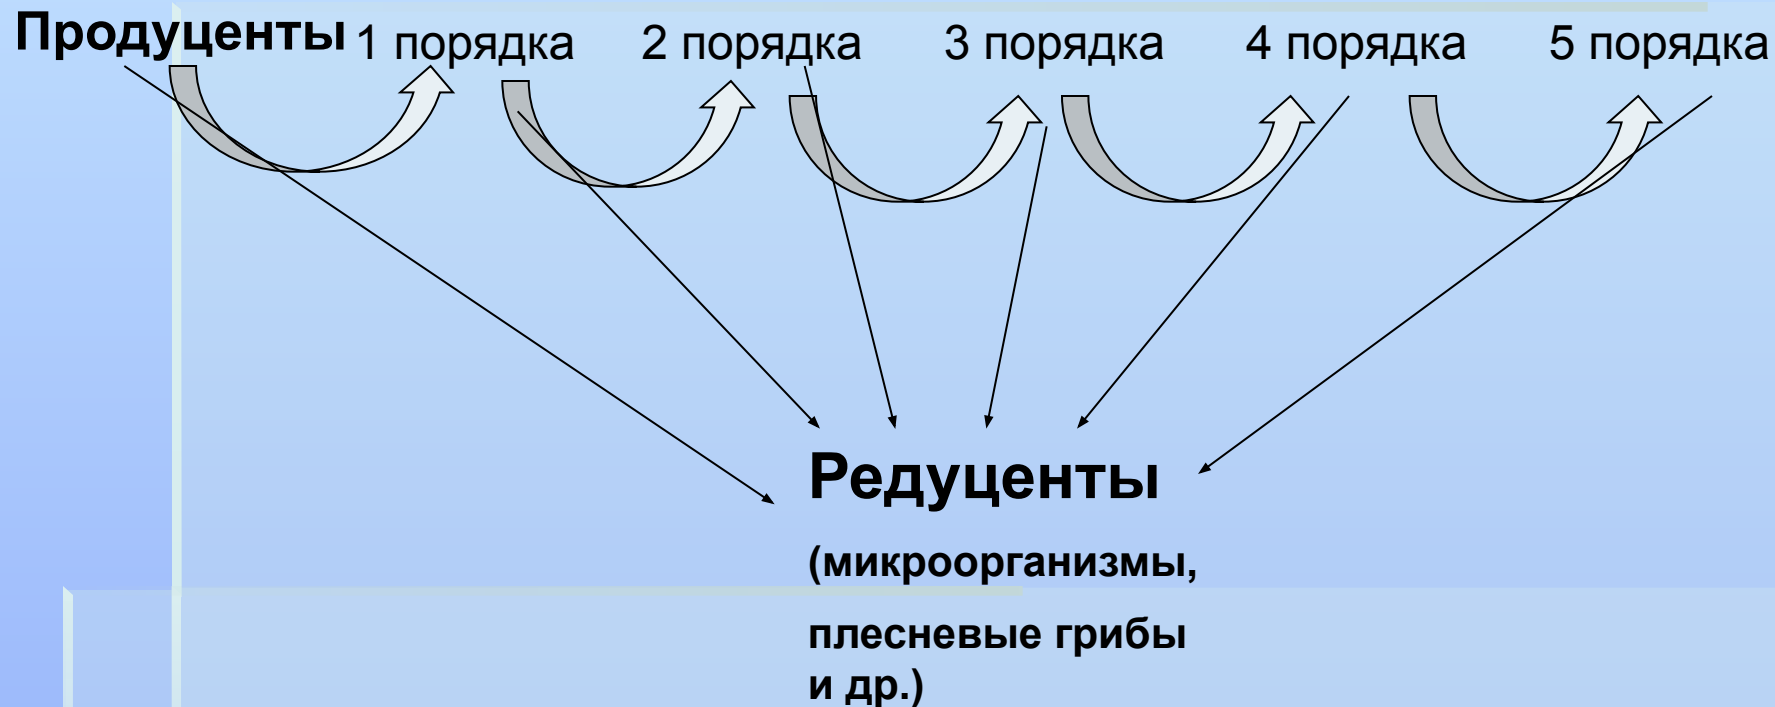 Продуценты 1 порядка 2 порядка 3 порядка 4 порядка 5 порядка
Редуценты
(микроорганизмы,
плесневые грибы
и др.)